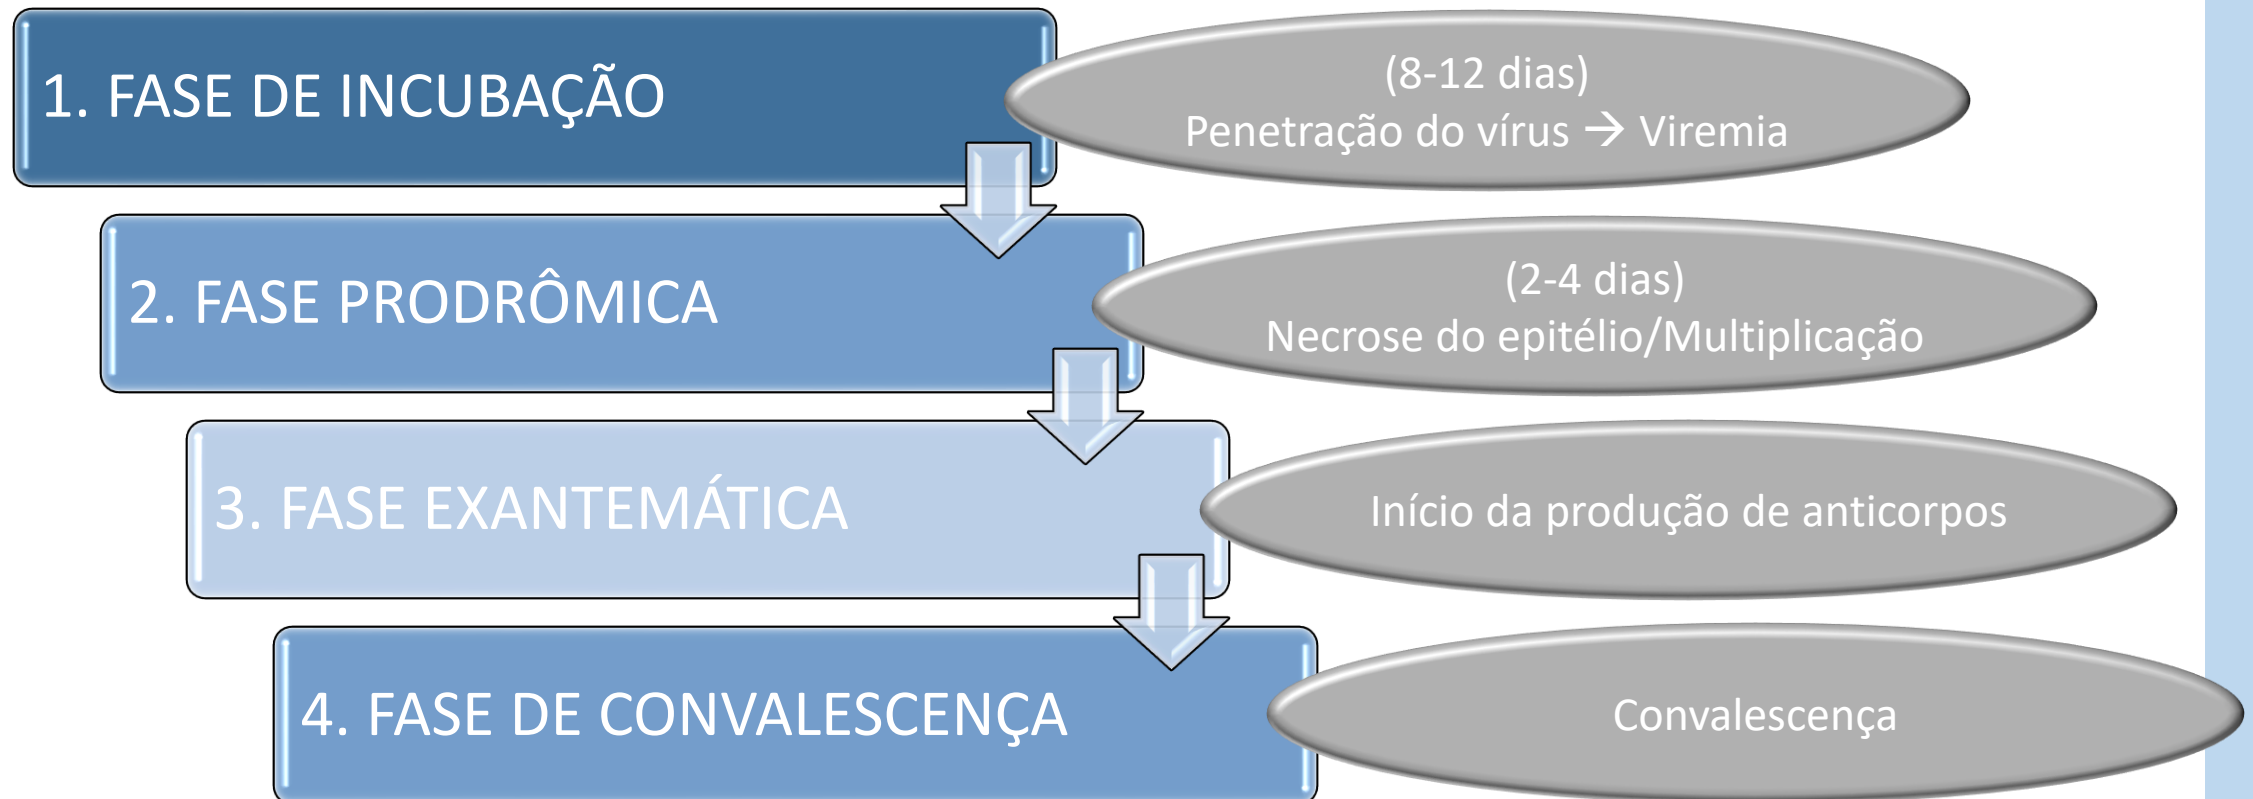 1. FASE DE INCUBAÇÃO
(8-12 dias)
Penetração do vírus → Viremia
2. FASE PRODRÔMICA
(2-4 dias)
Necrose do epitélio/Multiplicação
3. FASE EXANTEMÁTICA
Início da produção de anticorpos
4. FASE DE CONVALESCENÇA
Convalescença